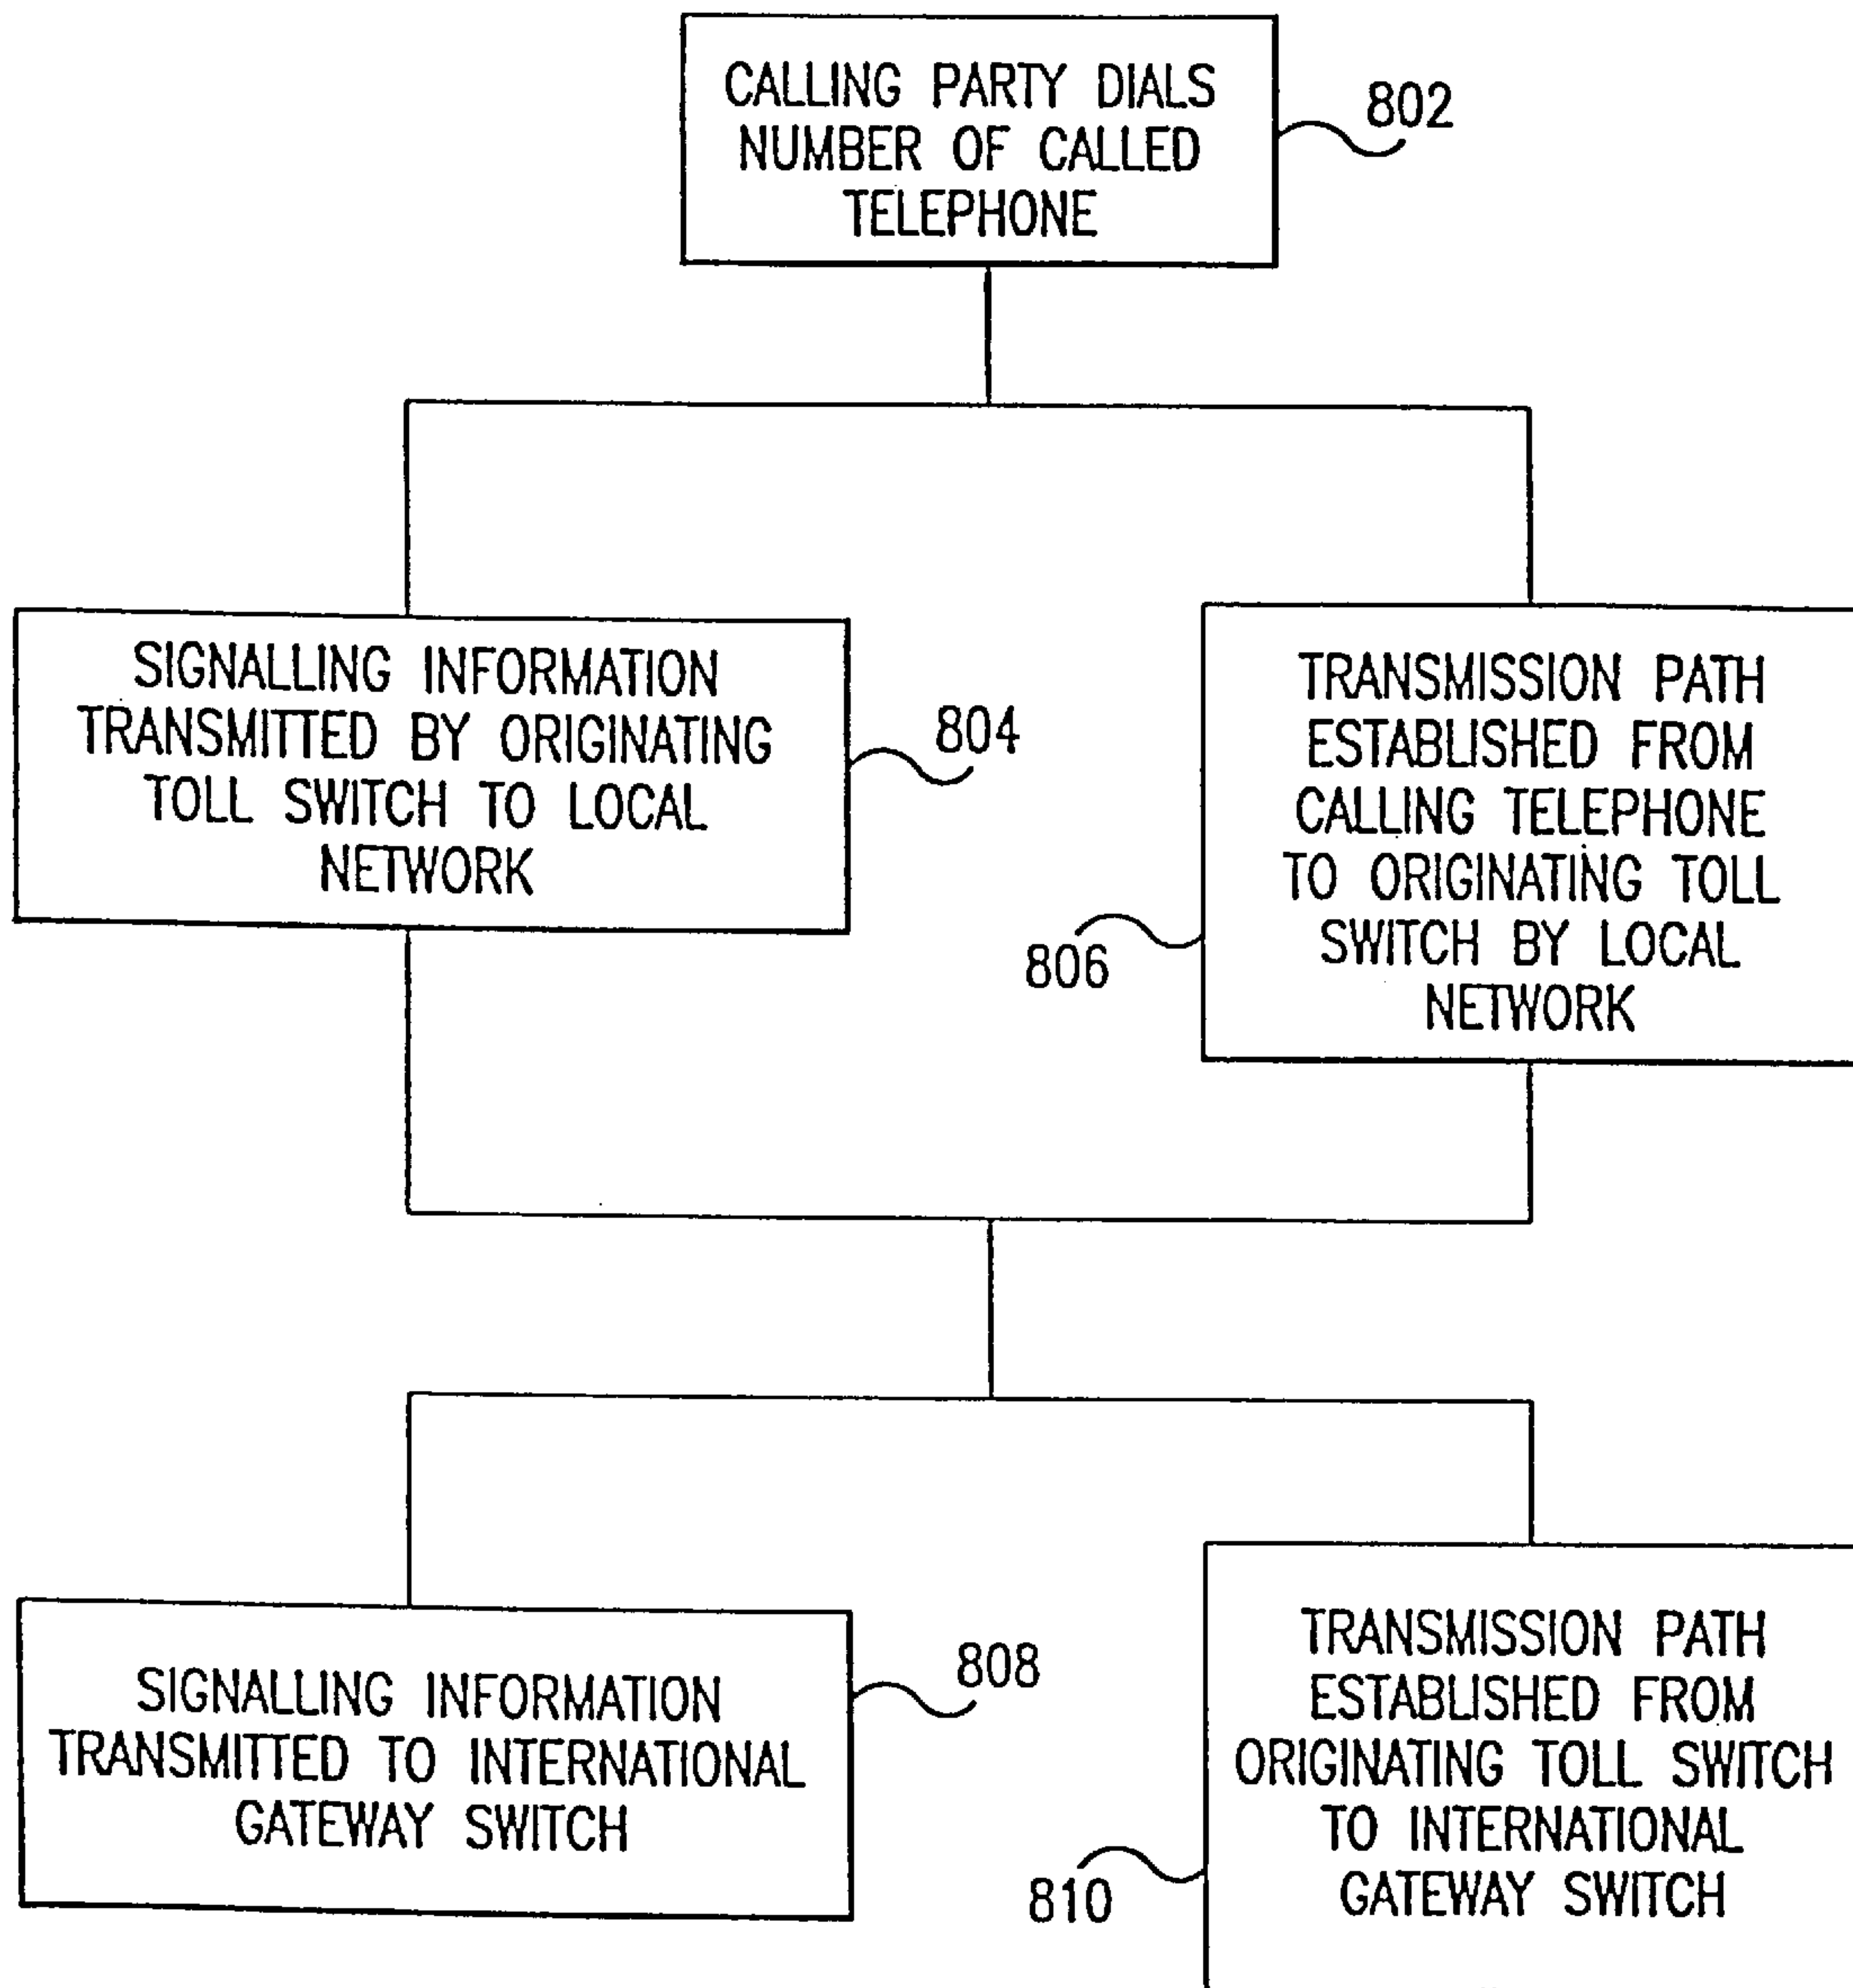 CALLING PARTY DIALS
NUMBER OF CALLED
TELEPHONE
802
SIGNALLING INFORMATION
TRANSMITTED BY ORIGINATING
TOLL SWITCH TO LOCAL
NETWORK
804
TRANSMISSION PATH
ESTABLISHED FROM
CALLING TELEPHONE
TO ORIGINATING TOLL
SWITCH BY LOCAL
NETWORK
806
SIGNALLING INFORMATION
TRANSMITTED TO INTERNATIONAL
GATEWAY SWITCH
808
TRANSMISSION PATH
ESTABLISHED FROM
ORIGINATING TOLL SWITCH
TO INTERNATIONAL
GATEWAY SWITCH
810